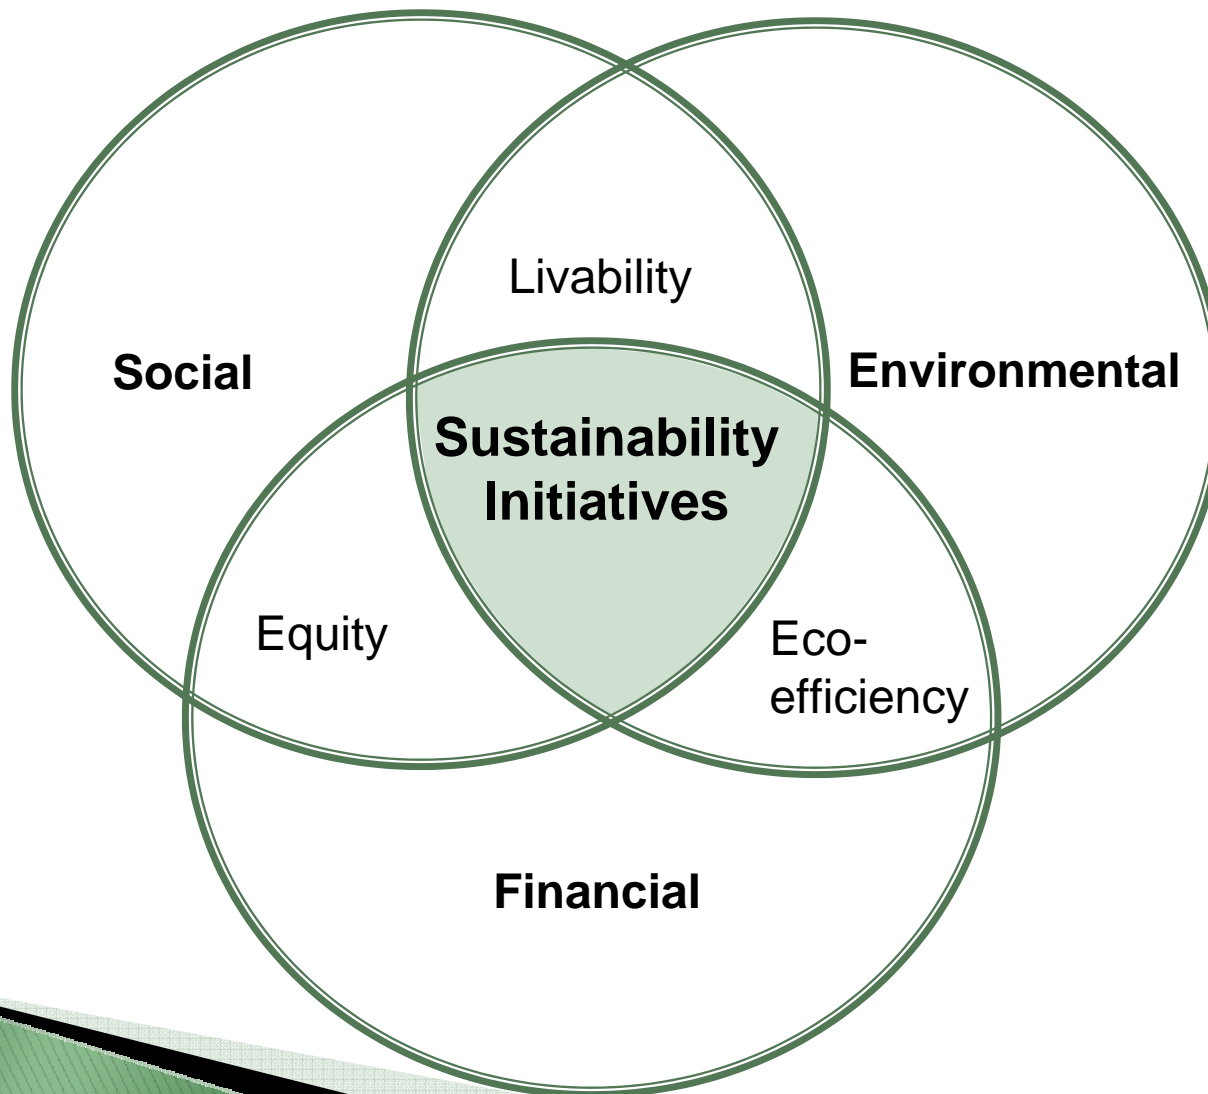 Livability
Social
Environmental
Sustainability
Initiatives
Equity
Eco-
efficiency
Financial